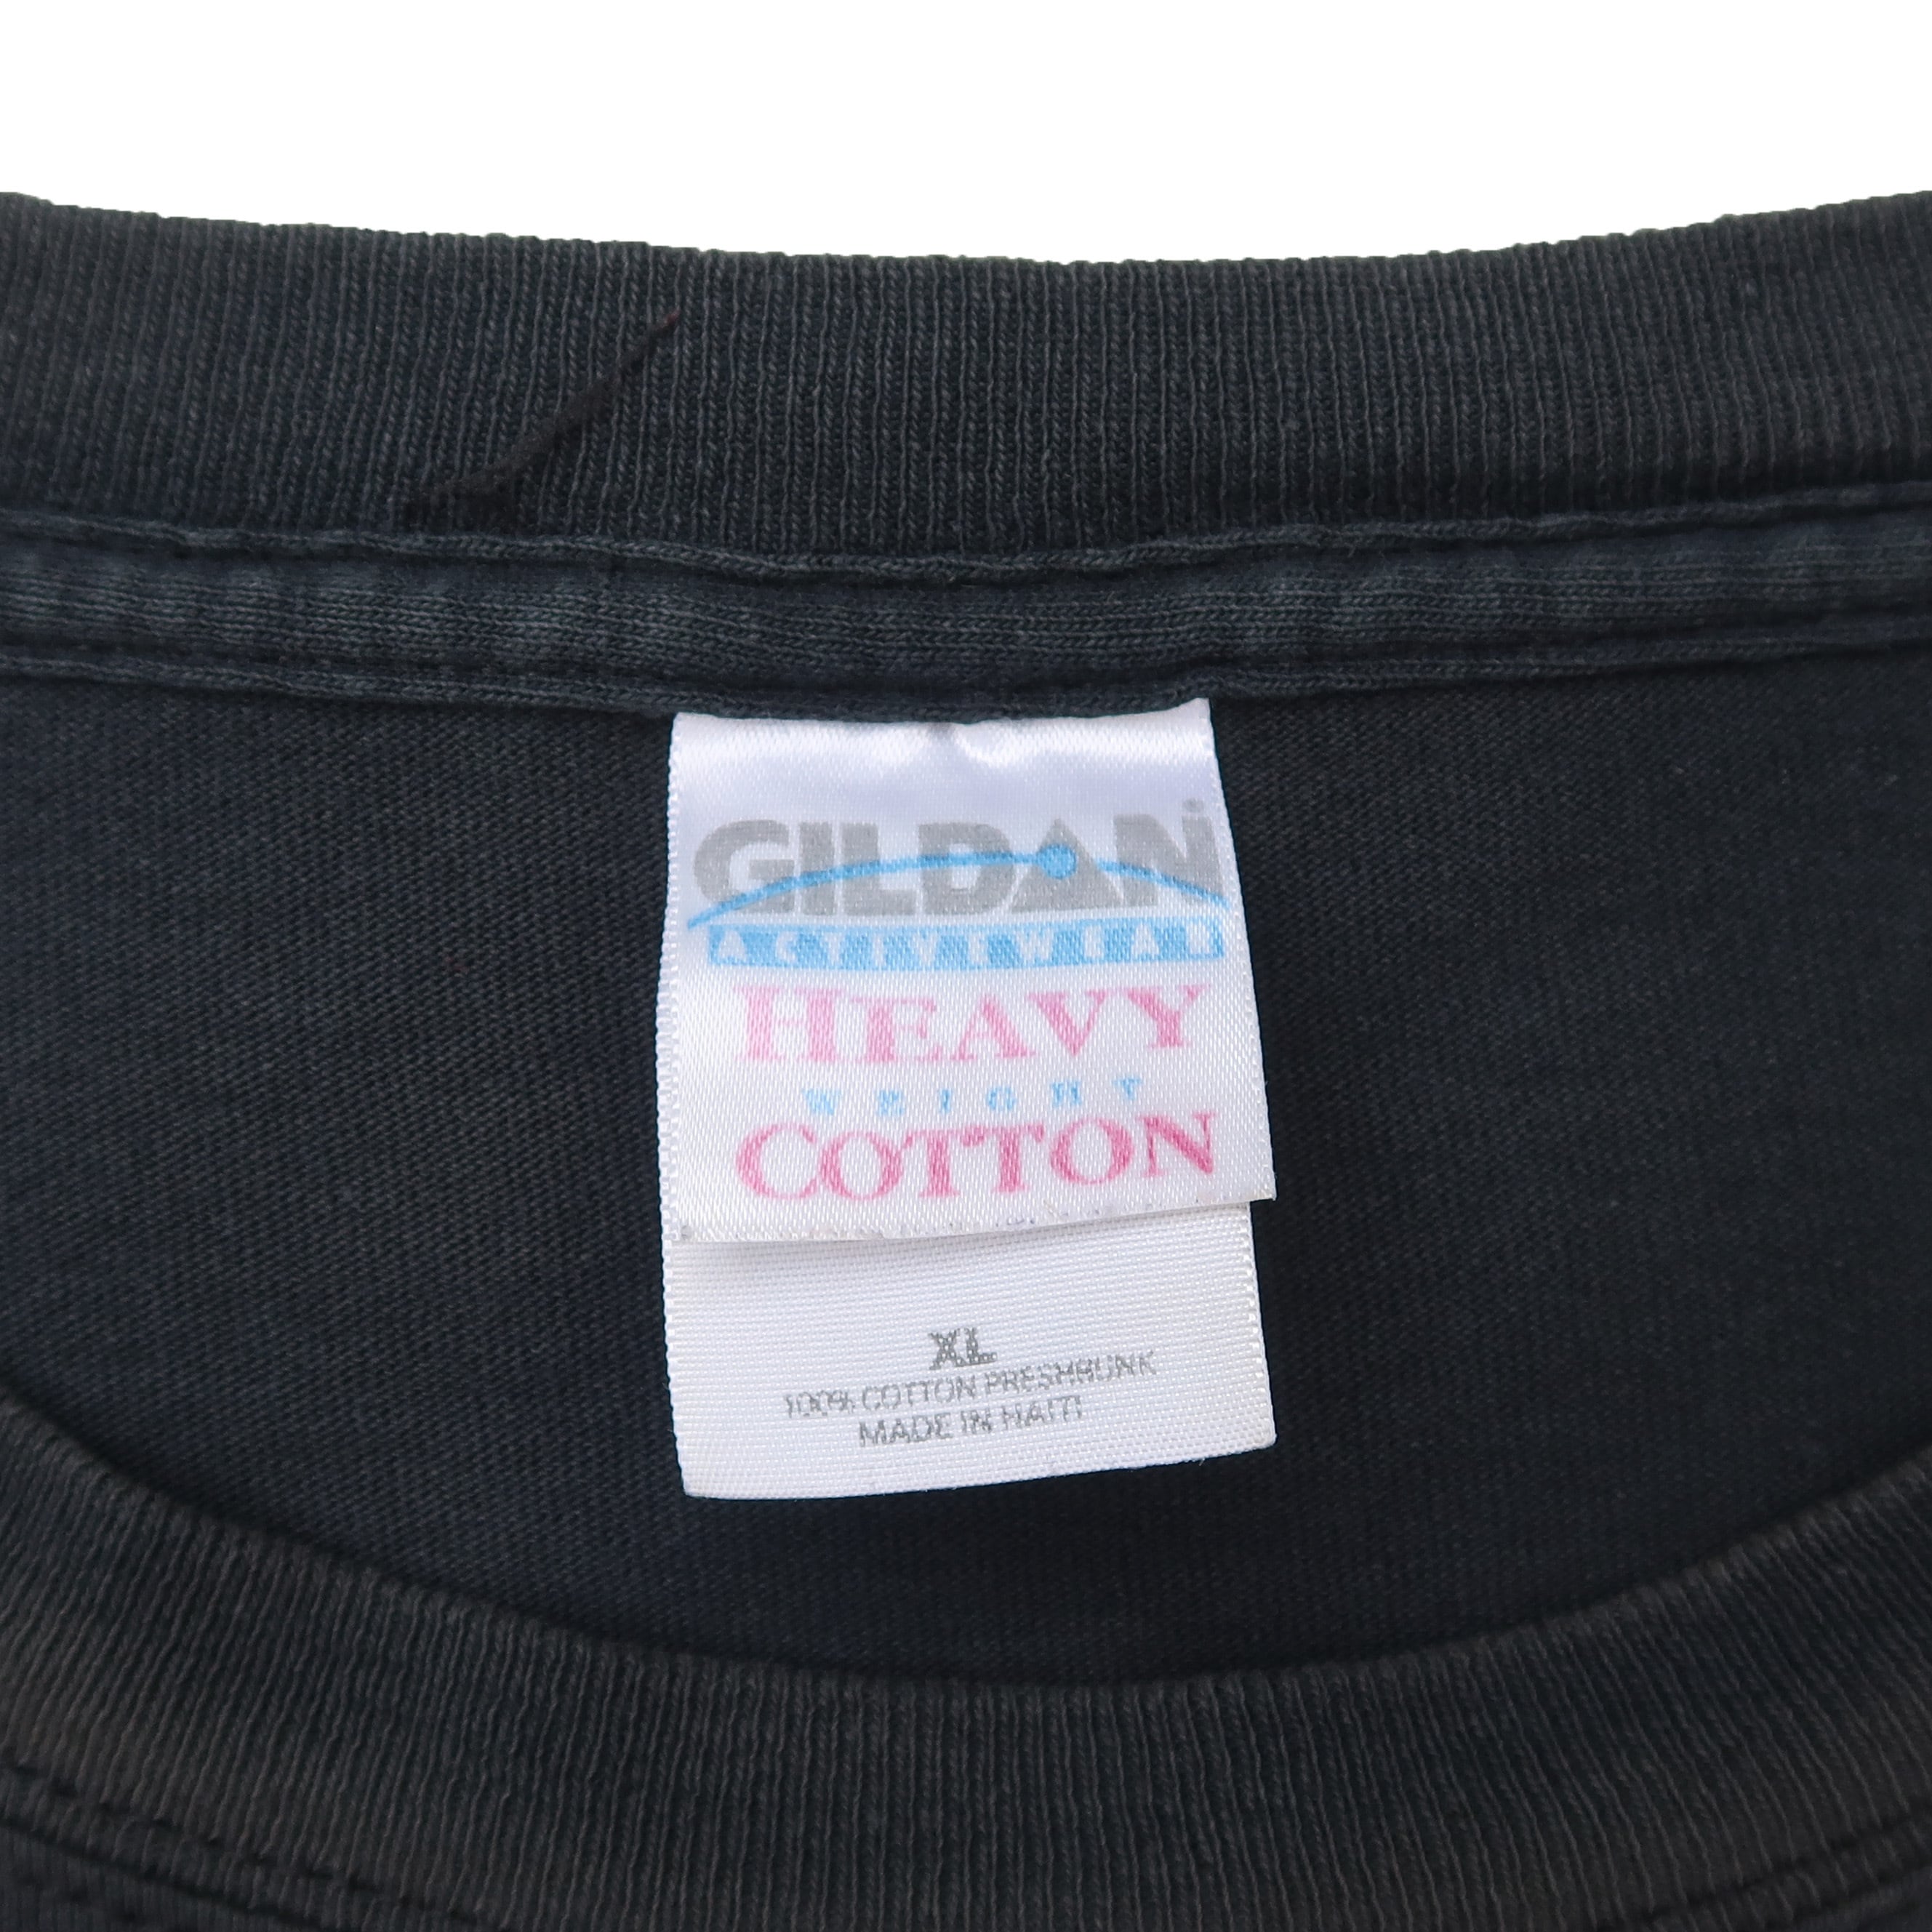 GILDAN
ACTIVEWEAR
HEAVY
WEIGHT
COTTON
XL
100% COTTON PRESHRUNK
MADE IN HAITI